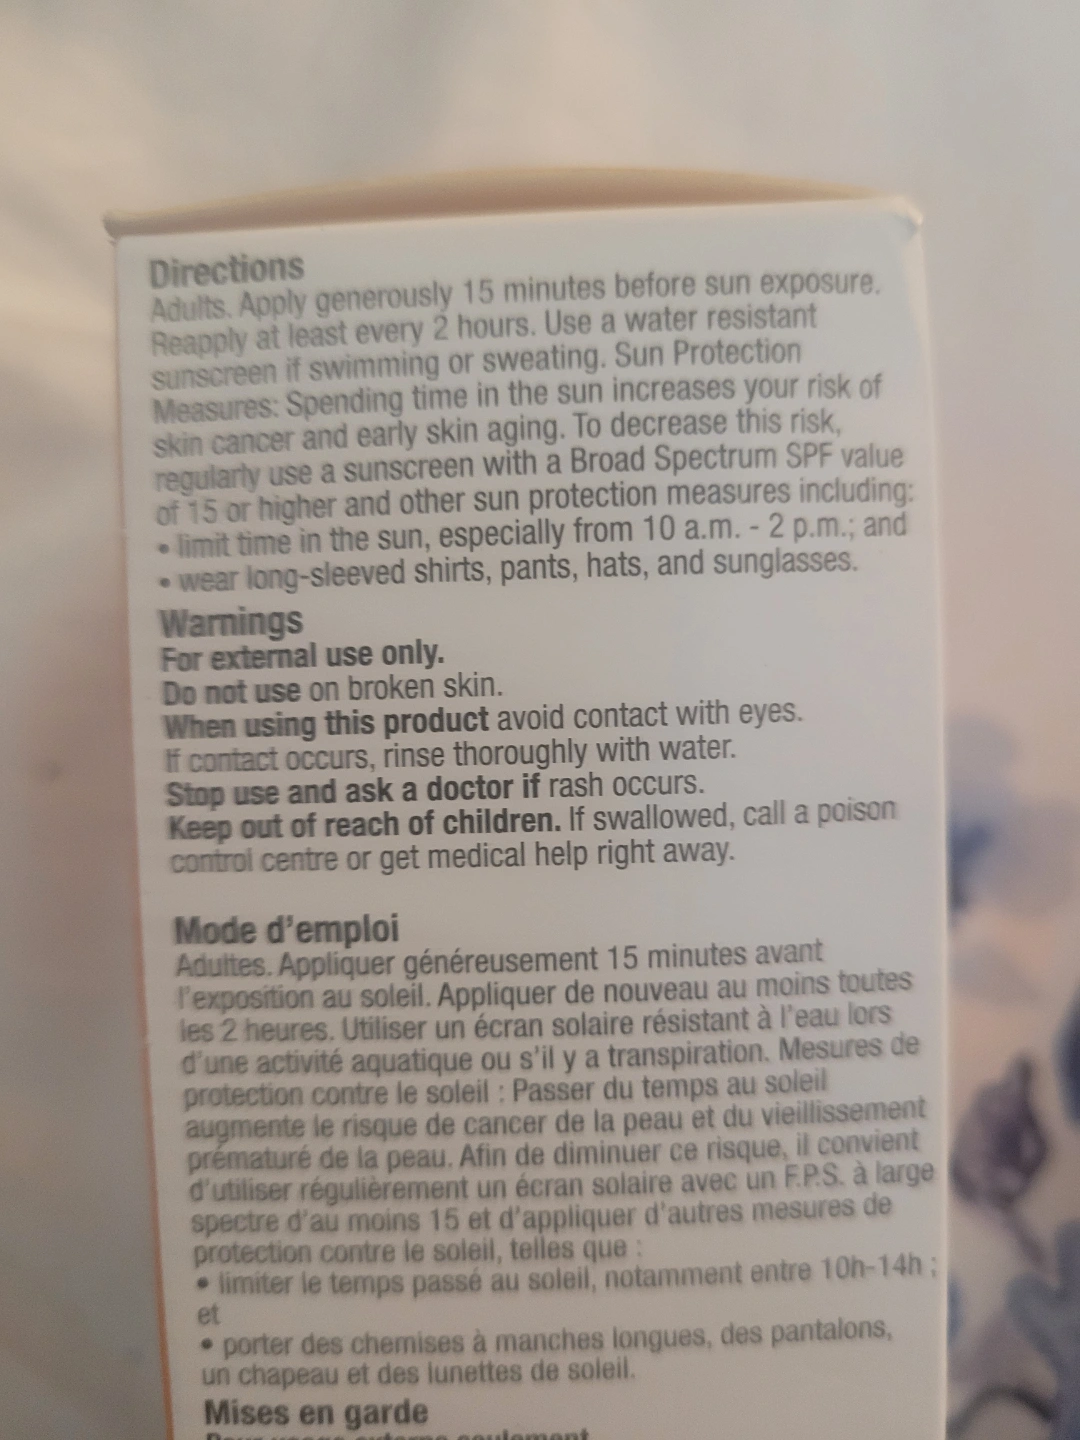 Directions
Adults. Apply generously 15 minutes before sun exposure.
Reapply at least every 2 hours. Use a water resistant
sunscreen if swimming or sweating. Sun Protection
Measures: Spending time in the sun increases your risk of
skin cancer and early skin aging. To decrease this risk,
regularly use a sunscreen with a Broad Spectrum SPF value
of 15 or higher and other sun protection measures including:
• limit time in the sun, especially from 10 a.m. - 2 p.m.; and
• wear long-sleeved shirts, pants, hats, and sunglasses.
Warnings
For external use only.
Do not use on broken skin.
When using this product avoid contact with eyes.
If contact occurs, rinse thoroughly with water.
Stop use and ask a doctor if rash occurs.
Keep out of reach of children. If swallowed, call a poison
control centre or get medical help right away.
Mode d'emploi
Adultes. Appliquer généreusement 15 minutes avant
l'exposition au soleil. Appliquer de nouveau au moins toutes
les 2 heures. Utiliser un écran solaire résistant à l'eau lors
d'une activité aquatique ou s'il y a transpiration. Mesures de
protection contre le soleil : Passer du temps au soleil
augmente le risque de cancer de la peau et du vieillissement
prématuré de la peau. Afin de diminuer ce risque, il convient
d'utiliser régulièrement un écran solaire avec un F.P.S. à large
spectre d'au moins 15 et d'appliquer d'autres mesures de
protection contre le soleil, telles que :
• limiter le temps passé au soleil, notamment entre 10h-14h ;
et
• porter des chemises à manches longues, des pantalons,
un chapeau et des lunettes de soleil.
Mises en garde
Pour usage externe seulement